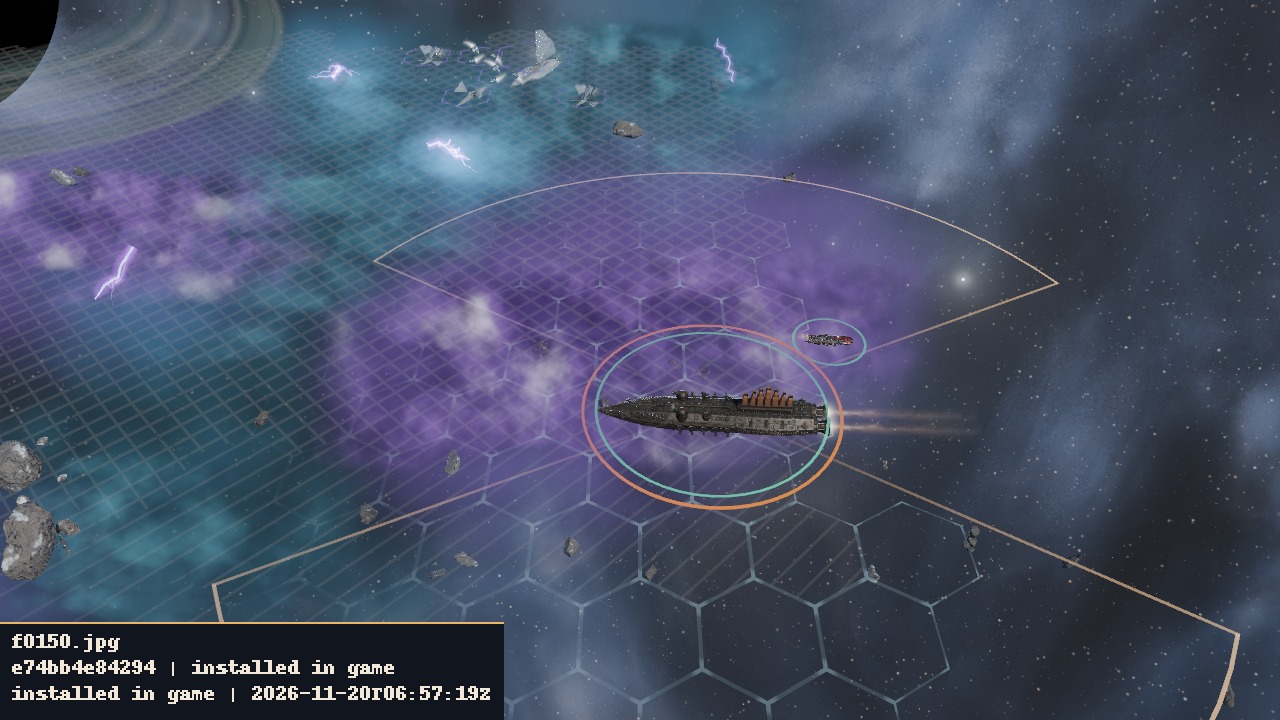 f0150.jpg
e74bb4e84294 | installed in game
installed in game | 2026-11-20T06:57:19Z